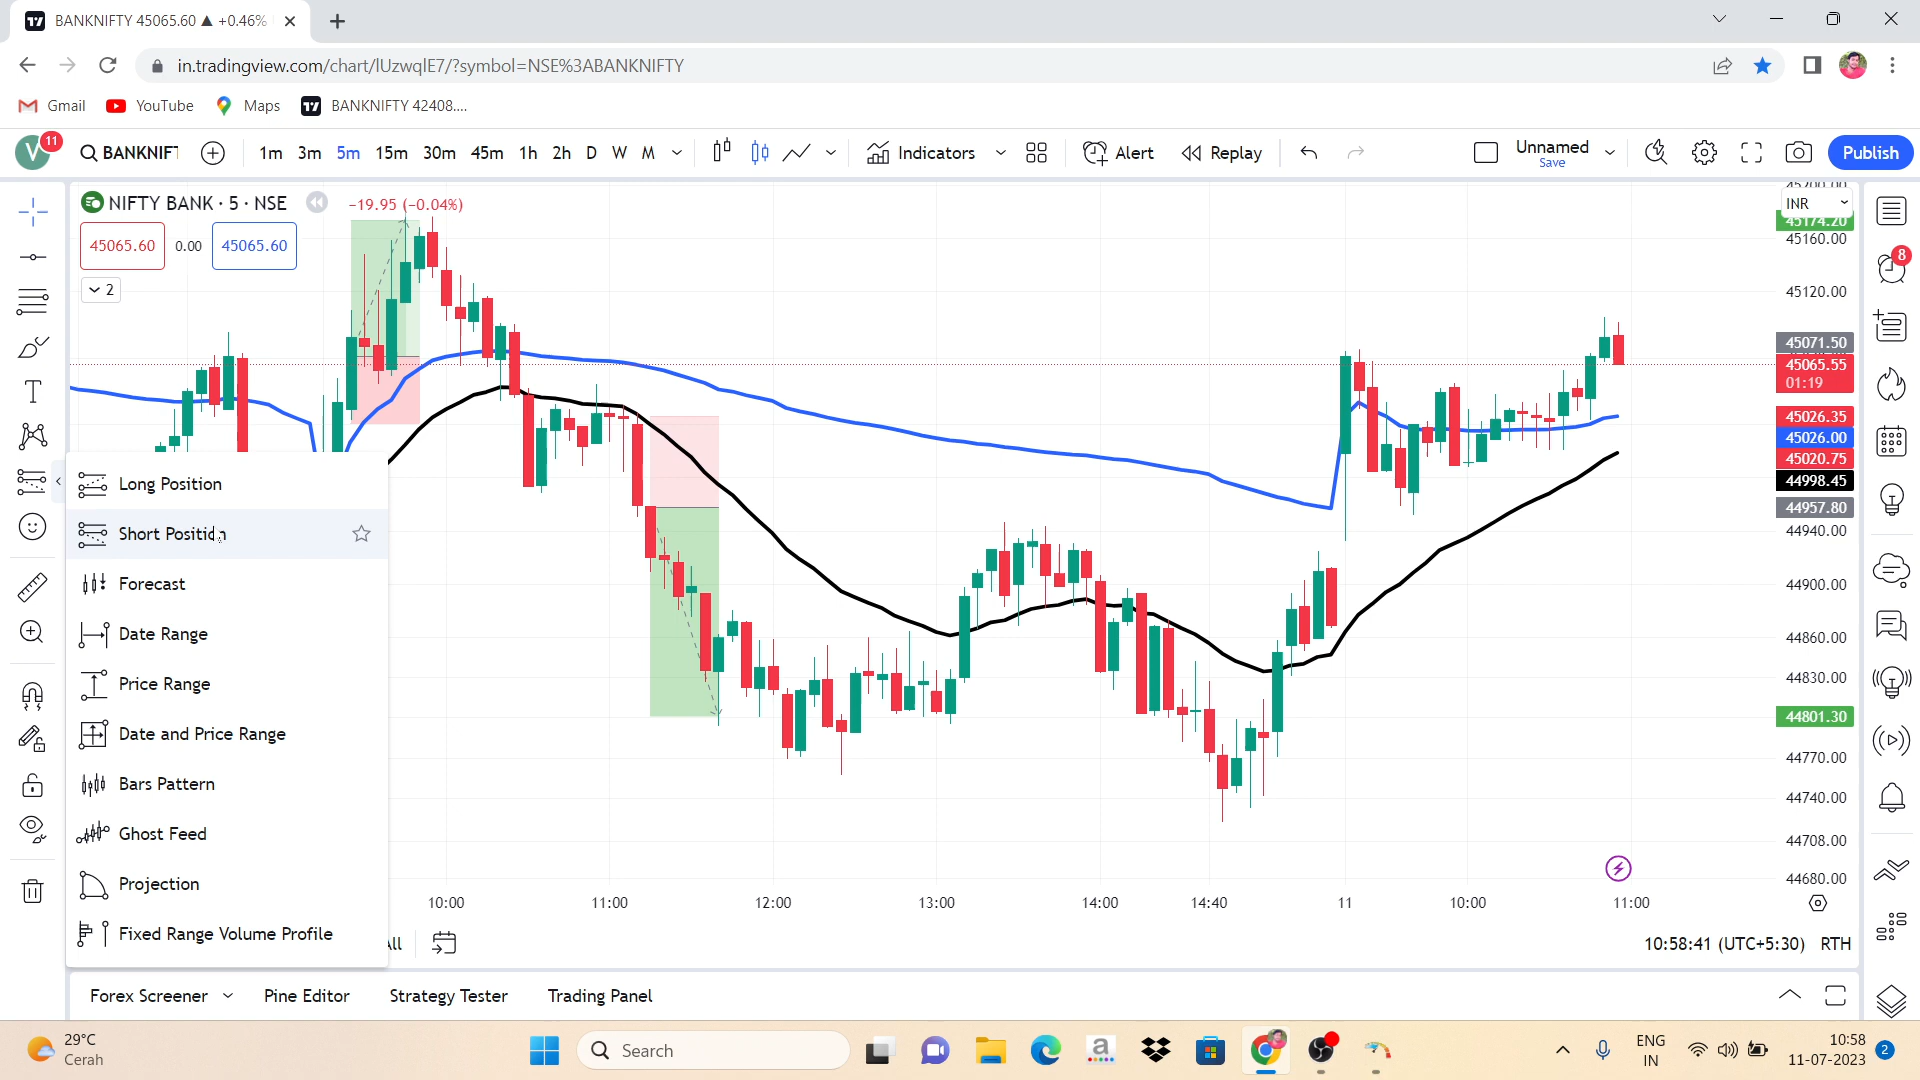 BANKNIFTY 45065.60 ▲ +0.46%
in.tradingview.com/chart/lUzwqlE7/?symbol=NSE%3ABANKNIFTY
Gmail YouTube Maps BANKNIFTY 42408....
V 11 BANKNIFT 1m 3m 5m 15m 30m 45m 1h 2h D W M Indicators Alert Replay Unnamed Save Publish
NIFTY BANK · 5 · NSE −19.95 (−0.04%)
45065.60 0.00 45065.60
2
Long Position
Short Position
Forecast
Date Range
Price Range
Date and Price Range
Bars Pattern
Ghost Feed
Projection
Fixed Range Volume Profile
INR
45174.20
45160.00
45120.00
45071.50
45065.55
01:19
45026.35
45026.00
45020.75
44998.45
44957.80
44940.00
44900.00
44860.00
44830.00
44801.30
44770.00
44740.00
44708.00
44680.00
8
10:00 11:00 12:00 13:00 14:00 14:40 11 10:00 11:00
10:58:41 (UTC+5:30) RTH
Forex Screener Pine Editor Strategy Tester Trading Panel
29°C
Cerah
Search
ENG
IN
10:58
11-07-2023
2